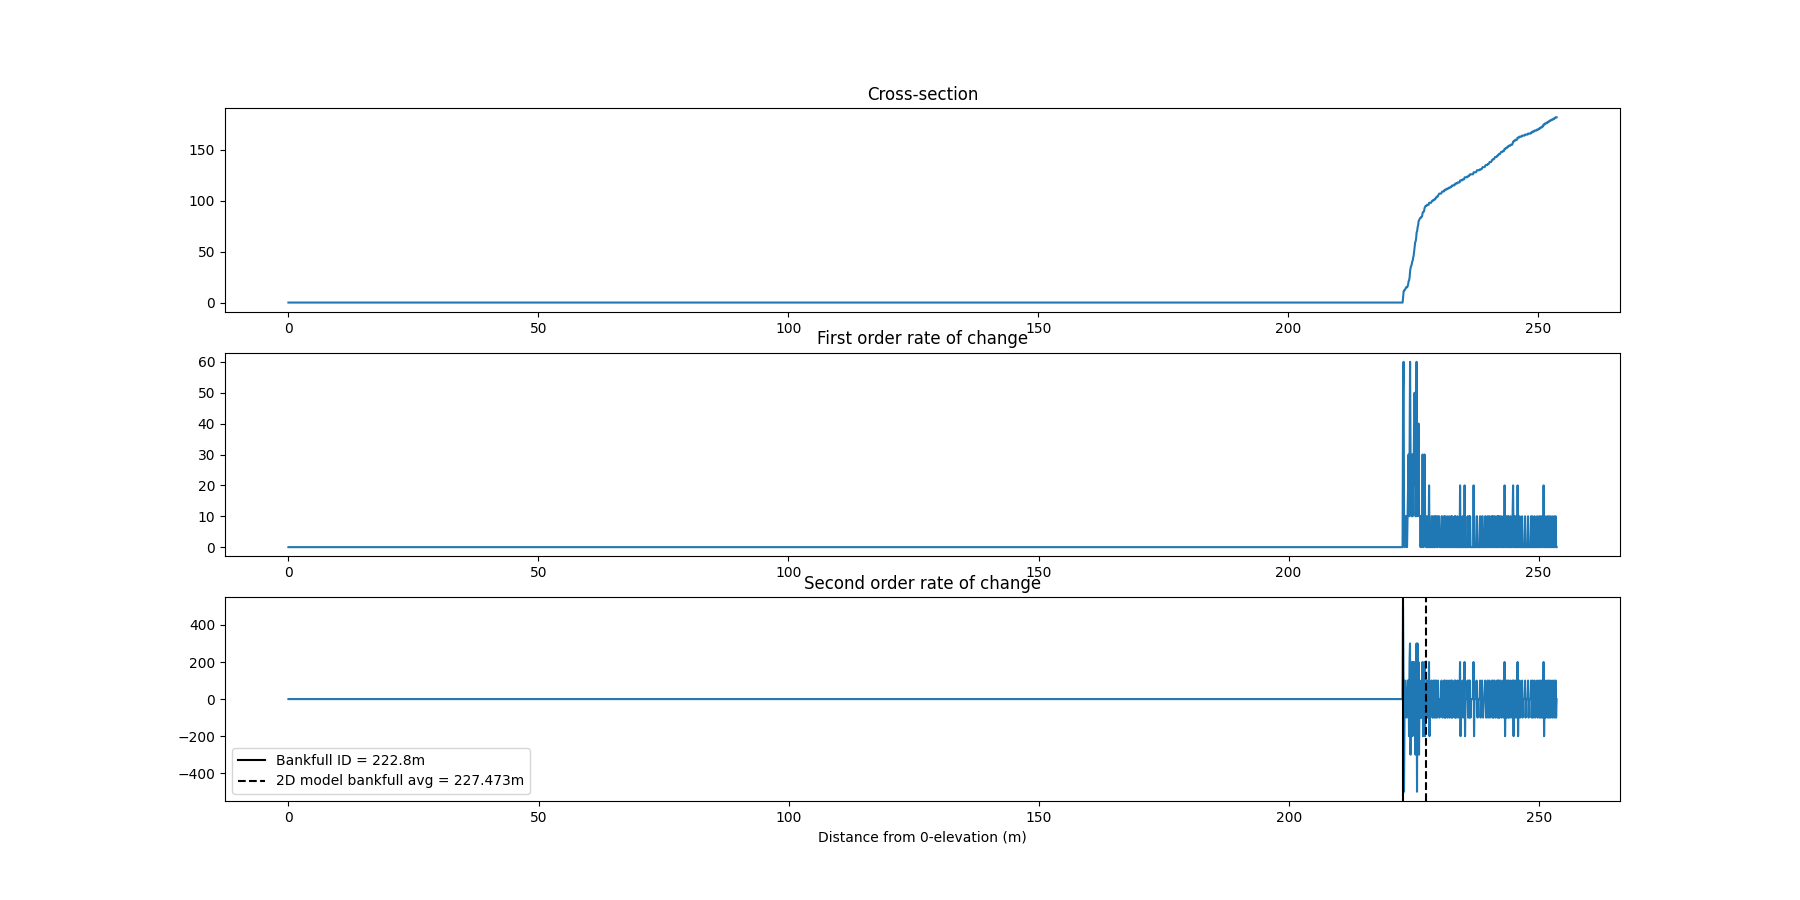 Cross-section
150
100
50
0
0 50 100 150 200 250
First order rate of change
60
50
40
30
20
10
0
0 50 100 150 200 250
Second order rate of change
400
200
0
−200
−400
Bankfull ID = 222.8m
2D model bankfull avg = 227.473m
0 50 100 150 200 250
Distance from 0-elevation (m)